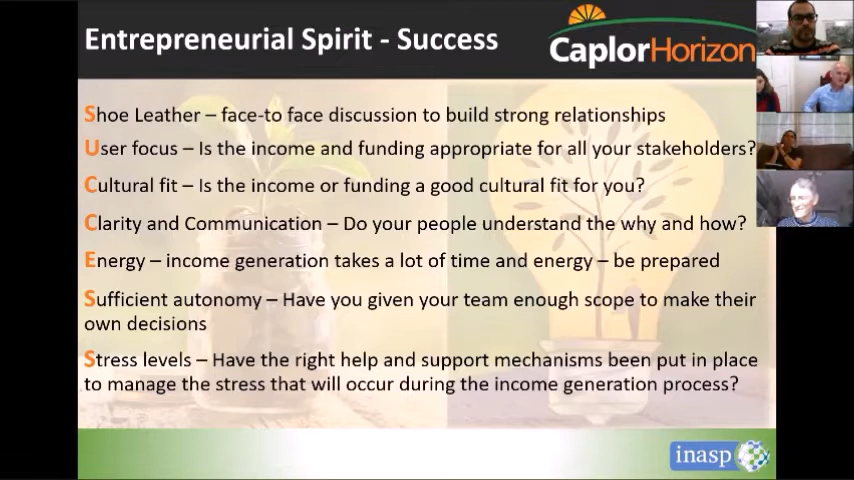 Entrepreneurial Spirit - Success
CaplorHorizon
Shoe Leather – face-to face discussion to build strong relationships
User focus – Is the income and funding appropriate for all your stakeholders?
Cultural fit – Is the income or funding a good cultural fit for you?
Clarity and Communication – Do your people understand the why and how?
Energy – income generation takes a lot of time and energy – be prepared
Sufficient autonomy – Have you given your team enough scope to make their
own decisions
Stress levels – Have the right help and support mechanisms been put in place
to manage the stress that will occur during the income generation process?
inasp